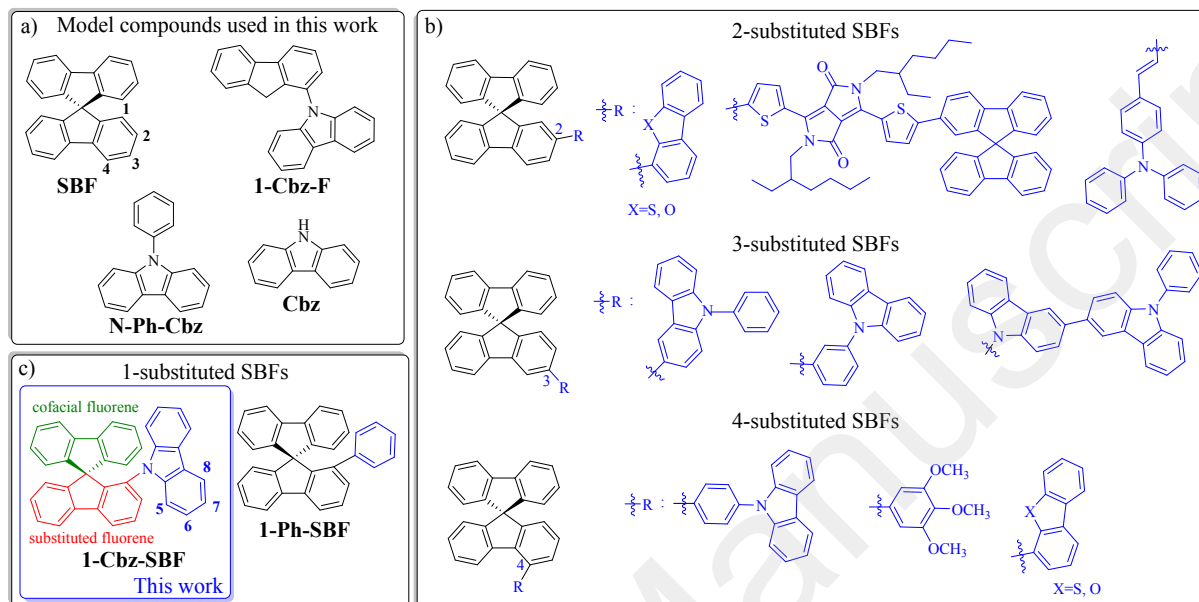 a)
Model compounds used in this work
1
2
3
4
SBF
N
1-Cbz-F
N
N-Ph-Cbz
H
N
Cbz
b)
2-substituted SBFs
2
R
R :
X
X=S, O
S
O
N
N
O
S
N
3-substituted SBFs
3
R
R :
N
N
N
N
4-substituted SBFs
4
R
R :
N
OCH3
OCH3
OCH3
X
X=S, O
c)
1-substituted SBFs
cofacial fluorene
N
8
7
6
5
substituted fluorene
1-Cbz-SBF
This work
1-Ph-SBF